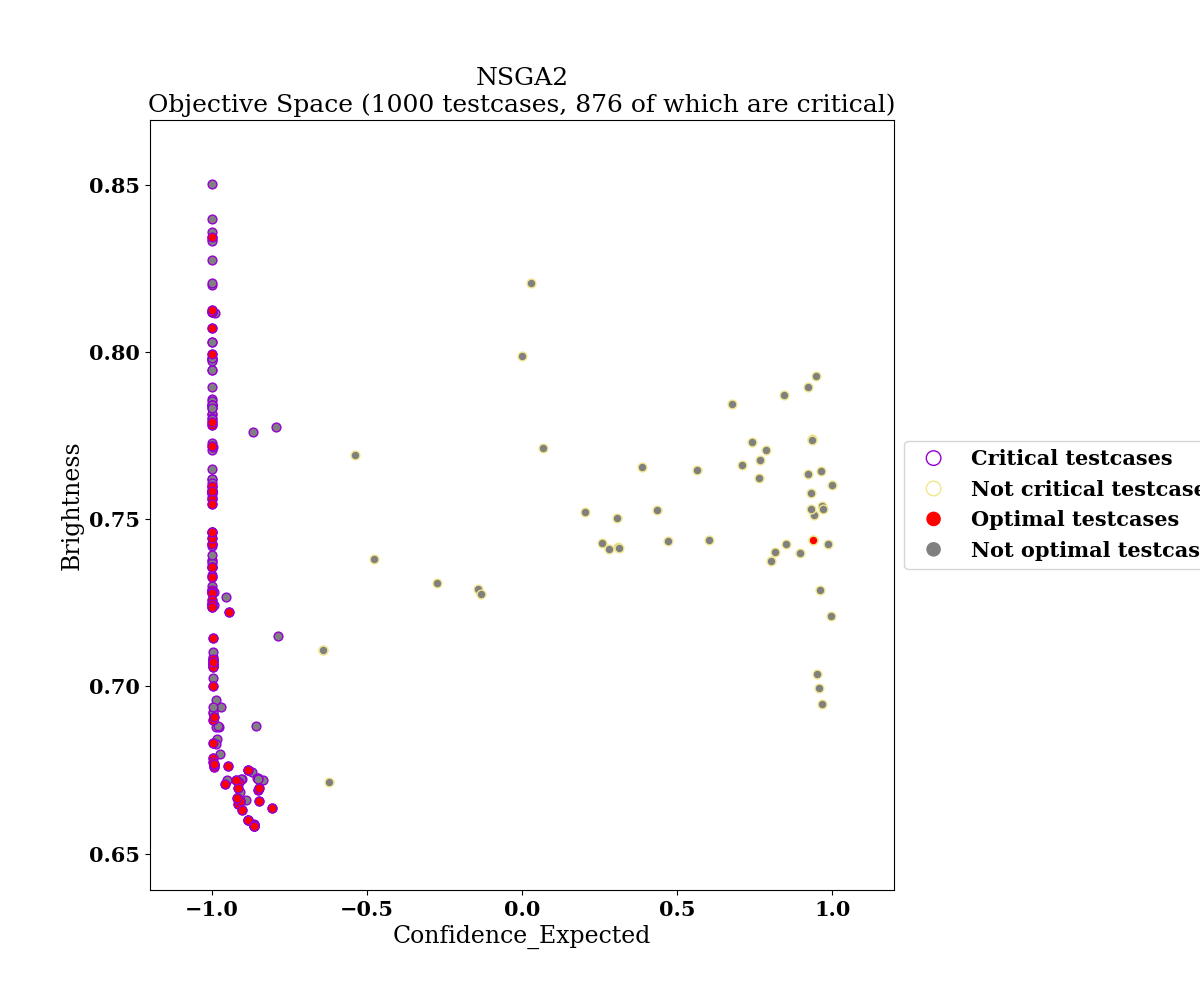 NSGA2
Objective Space (1000 testcases, 876 of which are critical)
0.85
0.80
0.75
0.70
0.65
Brightness
−1.0
−0.5
0.0
0.5
1.0
Confidence_Expected
Critical testcases
Not critical testcase
Optimal testcases
Not optimal testcas